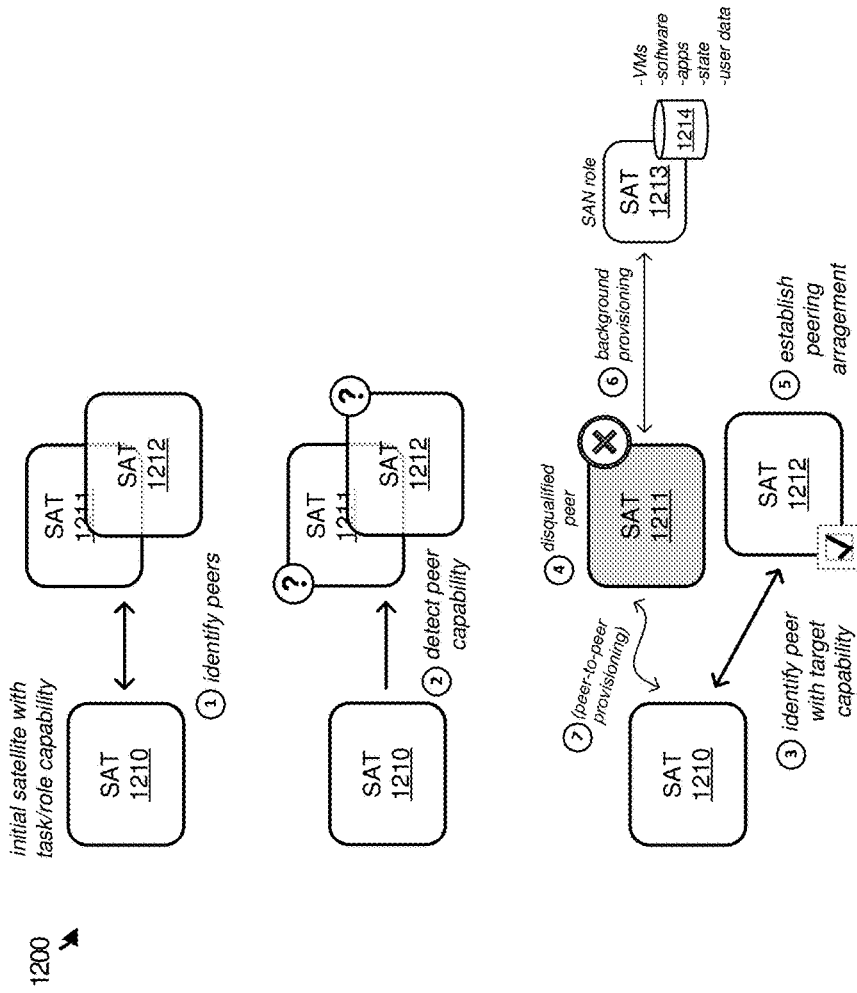 1200
initial satellite with
task/role capability
SAT
1210
1 identify peers
SAT
1211
SAT
1212
SAT
1210
2 detect peer
capability
?
SAT
1211
?
SAT
1212
SAT
1210
7 (peer-to-peer
provisioning)
3 identify peer
with target
capability
4 disqualified
peer
SAT
1211
SAT
1212
5 establish
peering
arragement
6 background
provisioning
SAN role
SAT
1213
1214
-VMs
-software
-apps
-state
-user data